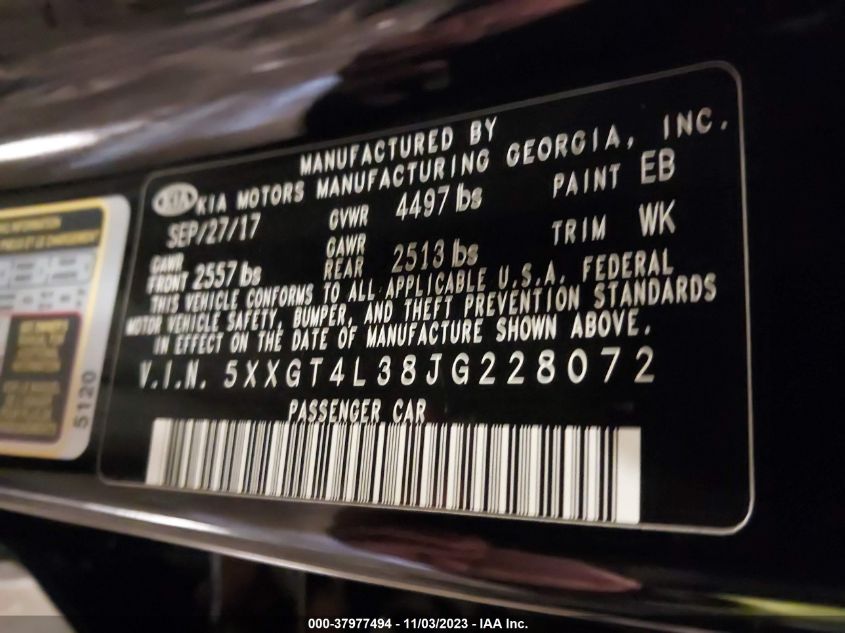 MANUFACTURED BY
KIA KIA MOTORS MANUFACTURING GEORGIA, INC.
SEP/27/17 GVWR 4497 lbs PAINT EB
GAWR FRONT 2557 lbs GAWR REAR 2513 lbs TRIM WK
THIS VEHICLE CONFORMS TO ALL APPLICABLE U.S.A. FEDERAL
MOTOR VEHICLE SAFETY, BUMPER, AND THEFT PREVENTION STANDARDS
IN EFFECT ON THE DATE OF MANUFACTURE SHOWN ABOVE.
V.I.N. 5XXGT4L38JG228072
PASSENGER CAR
5120
000-37977494 - 11/03/2023 - IAA Inc.